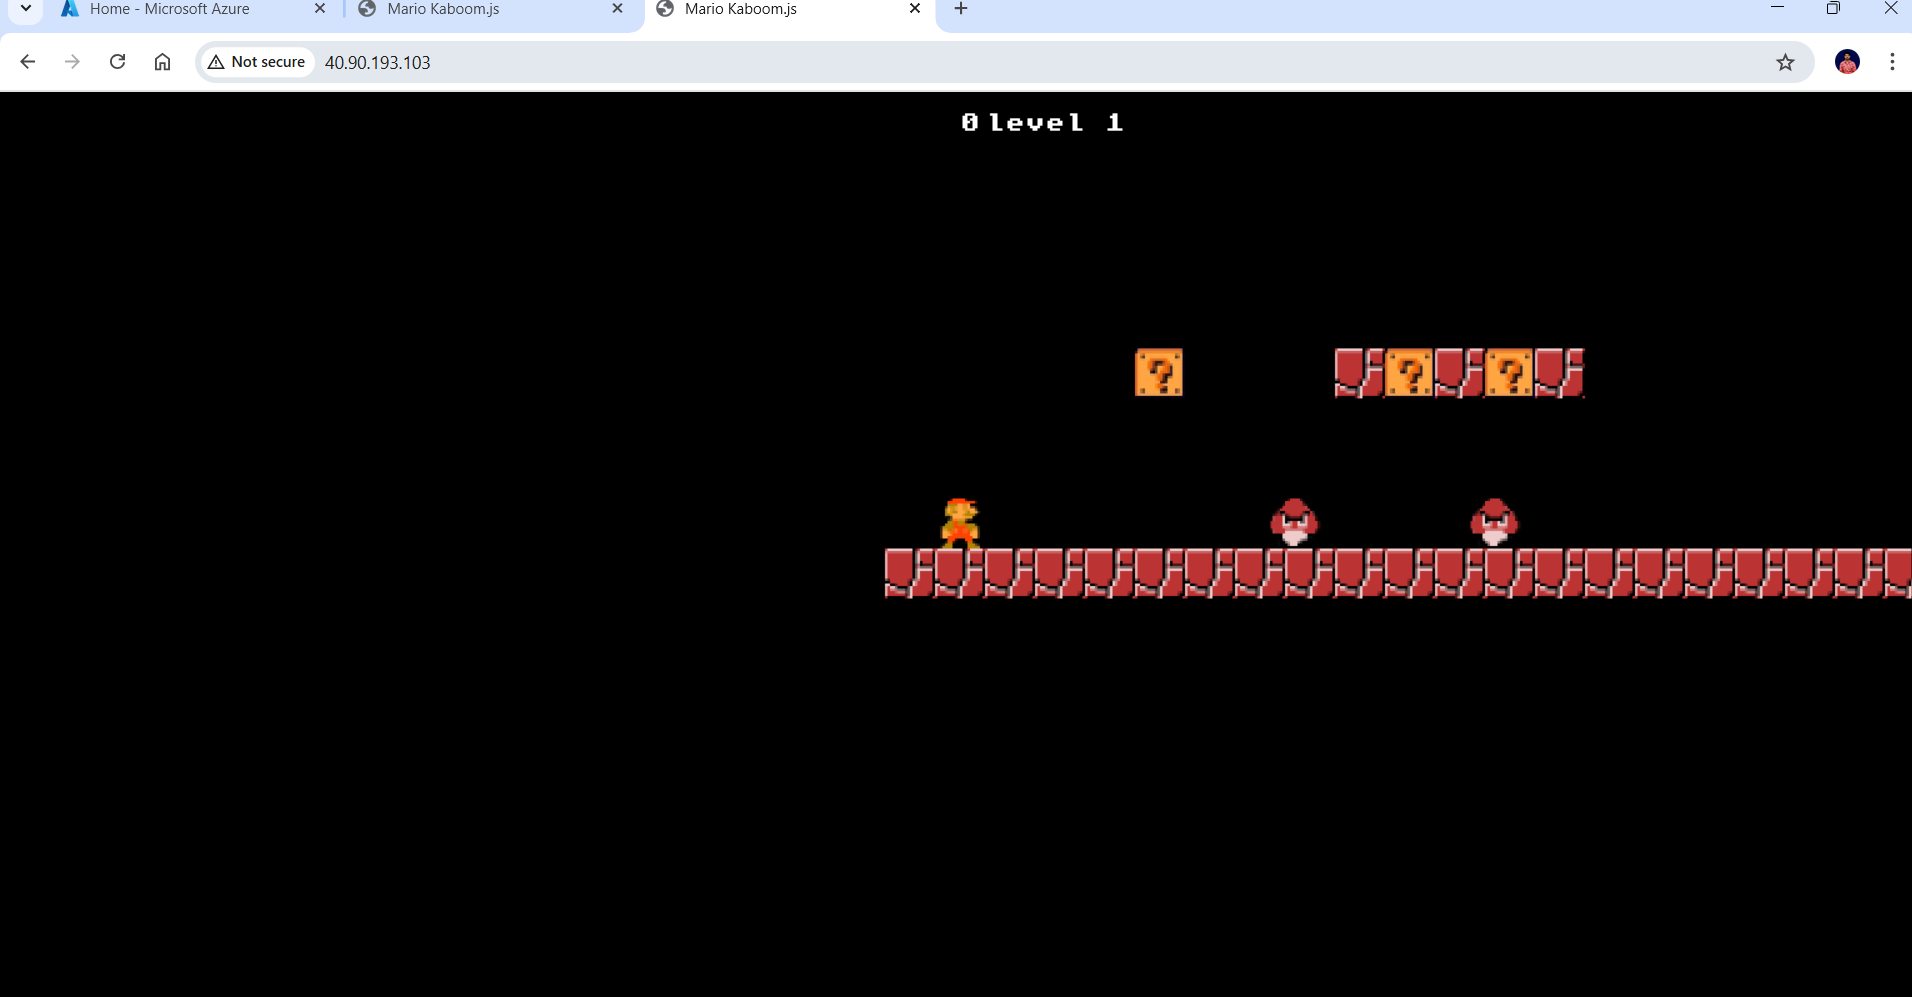 Home - Microsoft Azure
Mario Kaboom.js
Mario Kaboom.js
Not secure
40.90.193.103
0 level 1
?
? ?